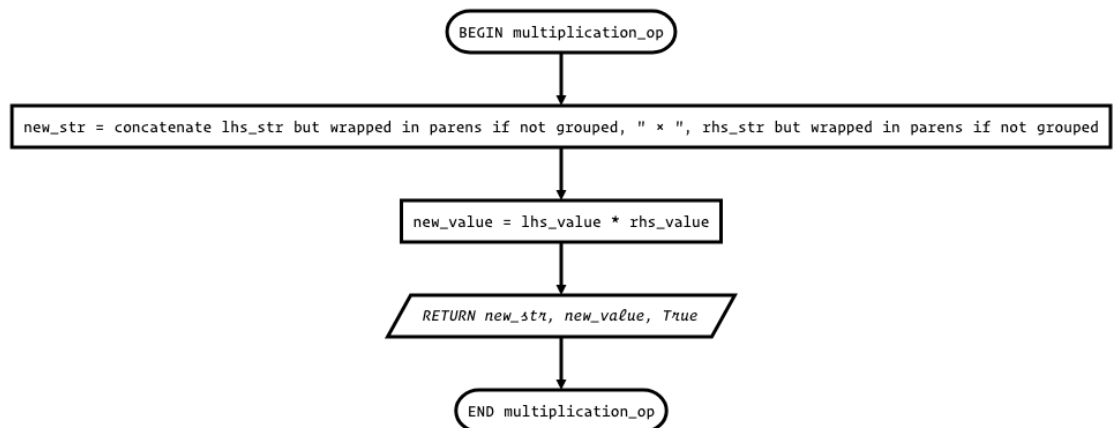 BEGIN multiplication_op
new_str = concatenate lhs_str but wrapped in parens if not grouped, " × ", rhs_str but wrapped in parens if not grouped
new_value = lhs_value * rhs_value
RETURN new_str, new_value, True
END multiplication_op